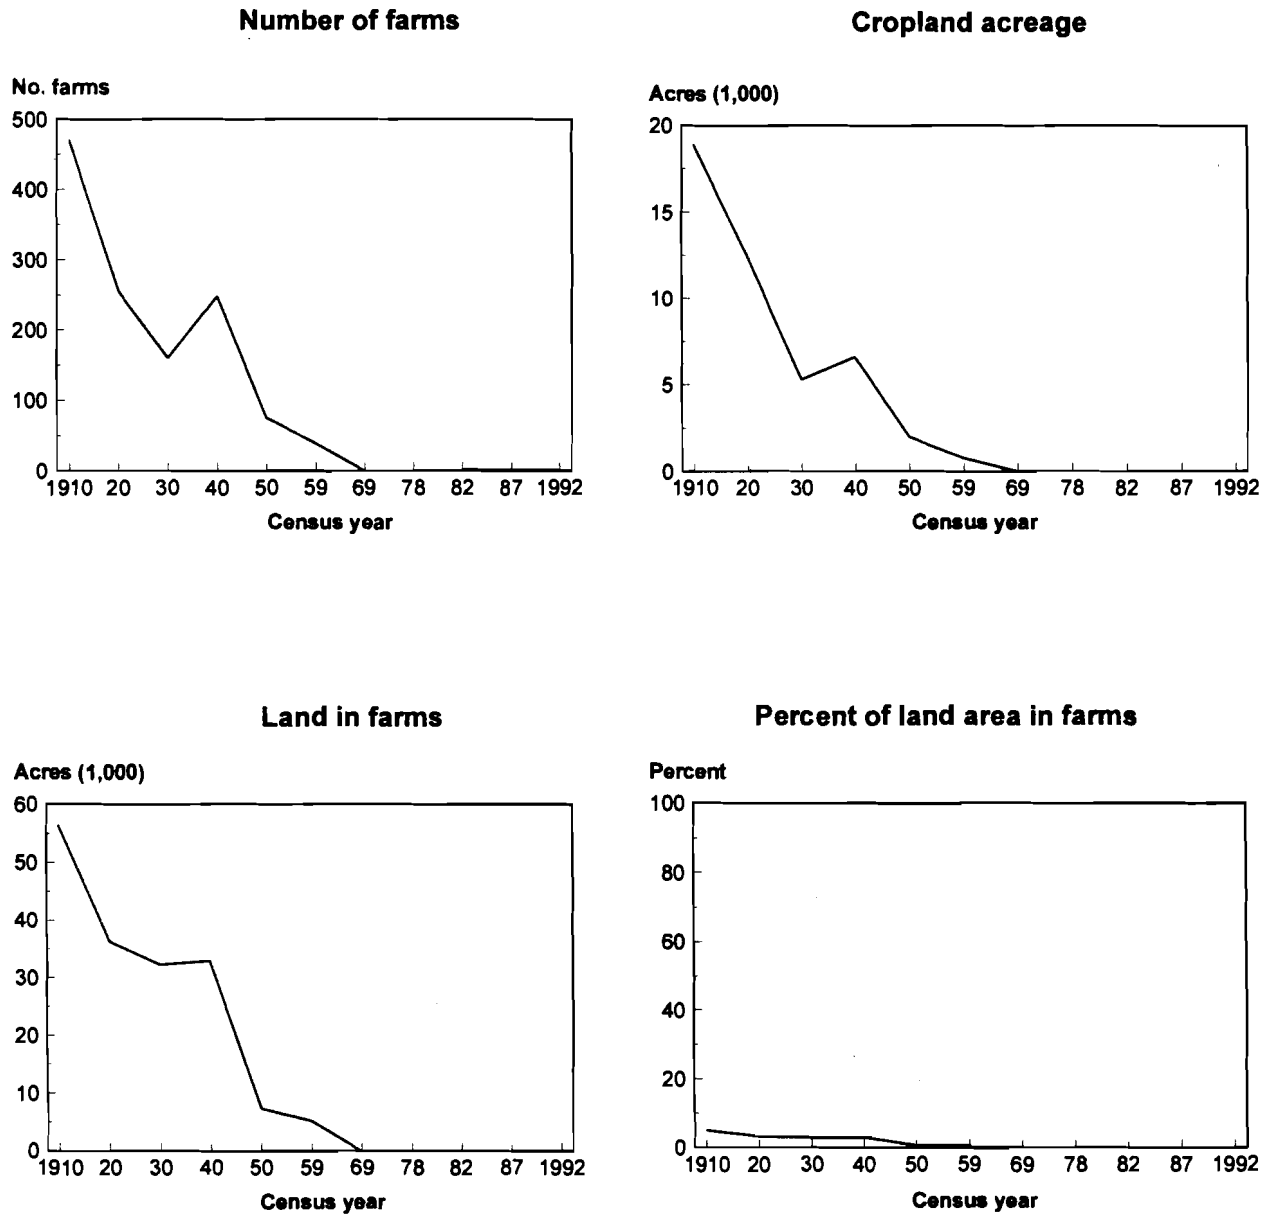 Number of farms
No. farms
500
400
300
200
100
0
1910 20 30 40 50 59 69 78 82 87 1992
Census year
Cropland acreage
Acres (1,000)
20
15
10
5
0
1910 20 30 40 50 59 69 78 82 87 1992
Census year
Land in farms
Acres (1,000)
60
50
40
30
20
10
0
1910 20 30 40 50 59 69 78 82 87 1992
Census year
Percent of land area in farms
Percent
100
80
60
40
20
0
1910 20 30 40 50 59 69 78 82 87 1992
Census year